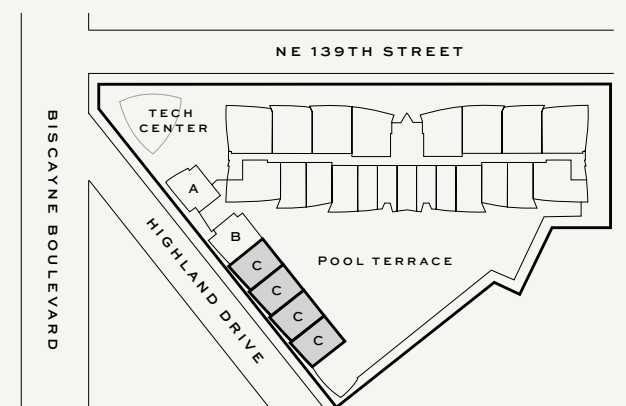 NE 139TH STREET
TECH
CENTER
BISCAYNE BOULEVARD
A
HIGHLAND DRIVE
B
POOL TERRACE
C
C
C
C